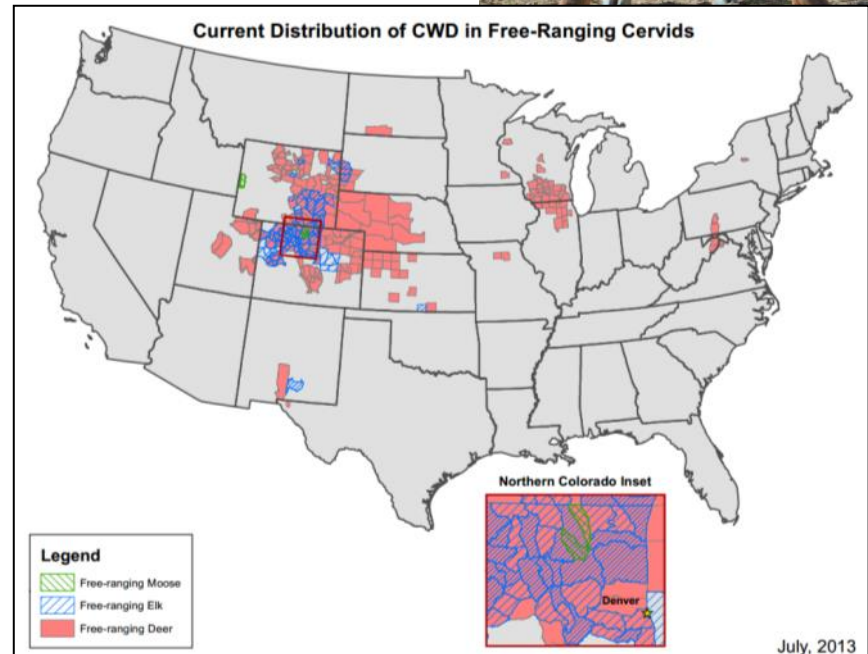 Current Distribution of CWD in Free-Ranging Cervids
Northern Colorado Inset
Denver
Legend
Free-ranging Moose
Free-ranging Elk
Free-ranging Deer
July, 2013